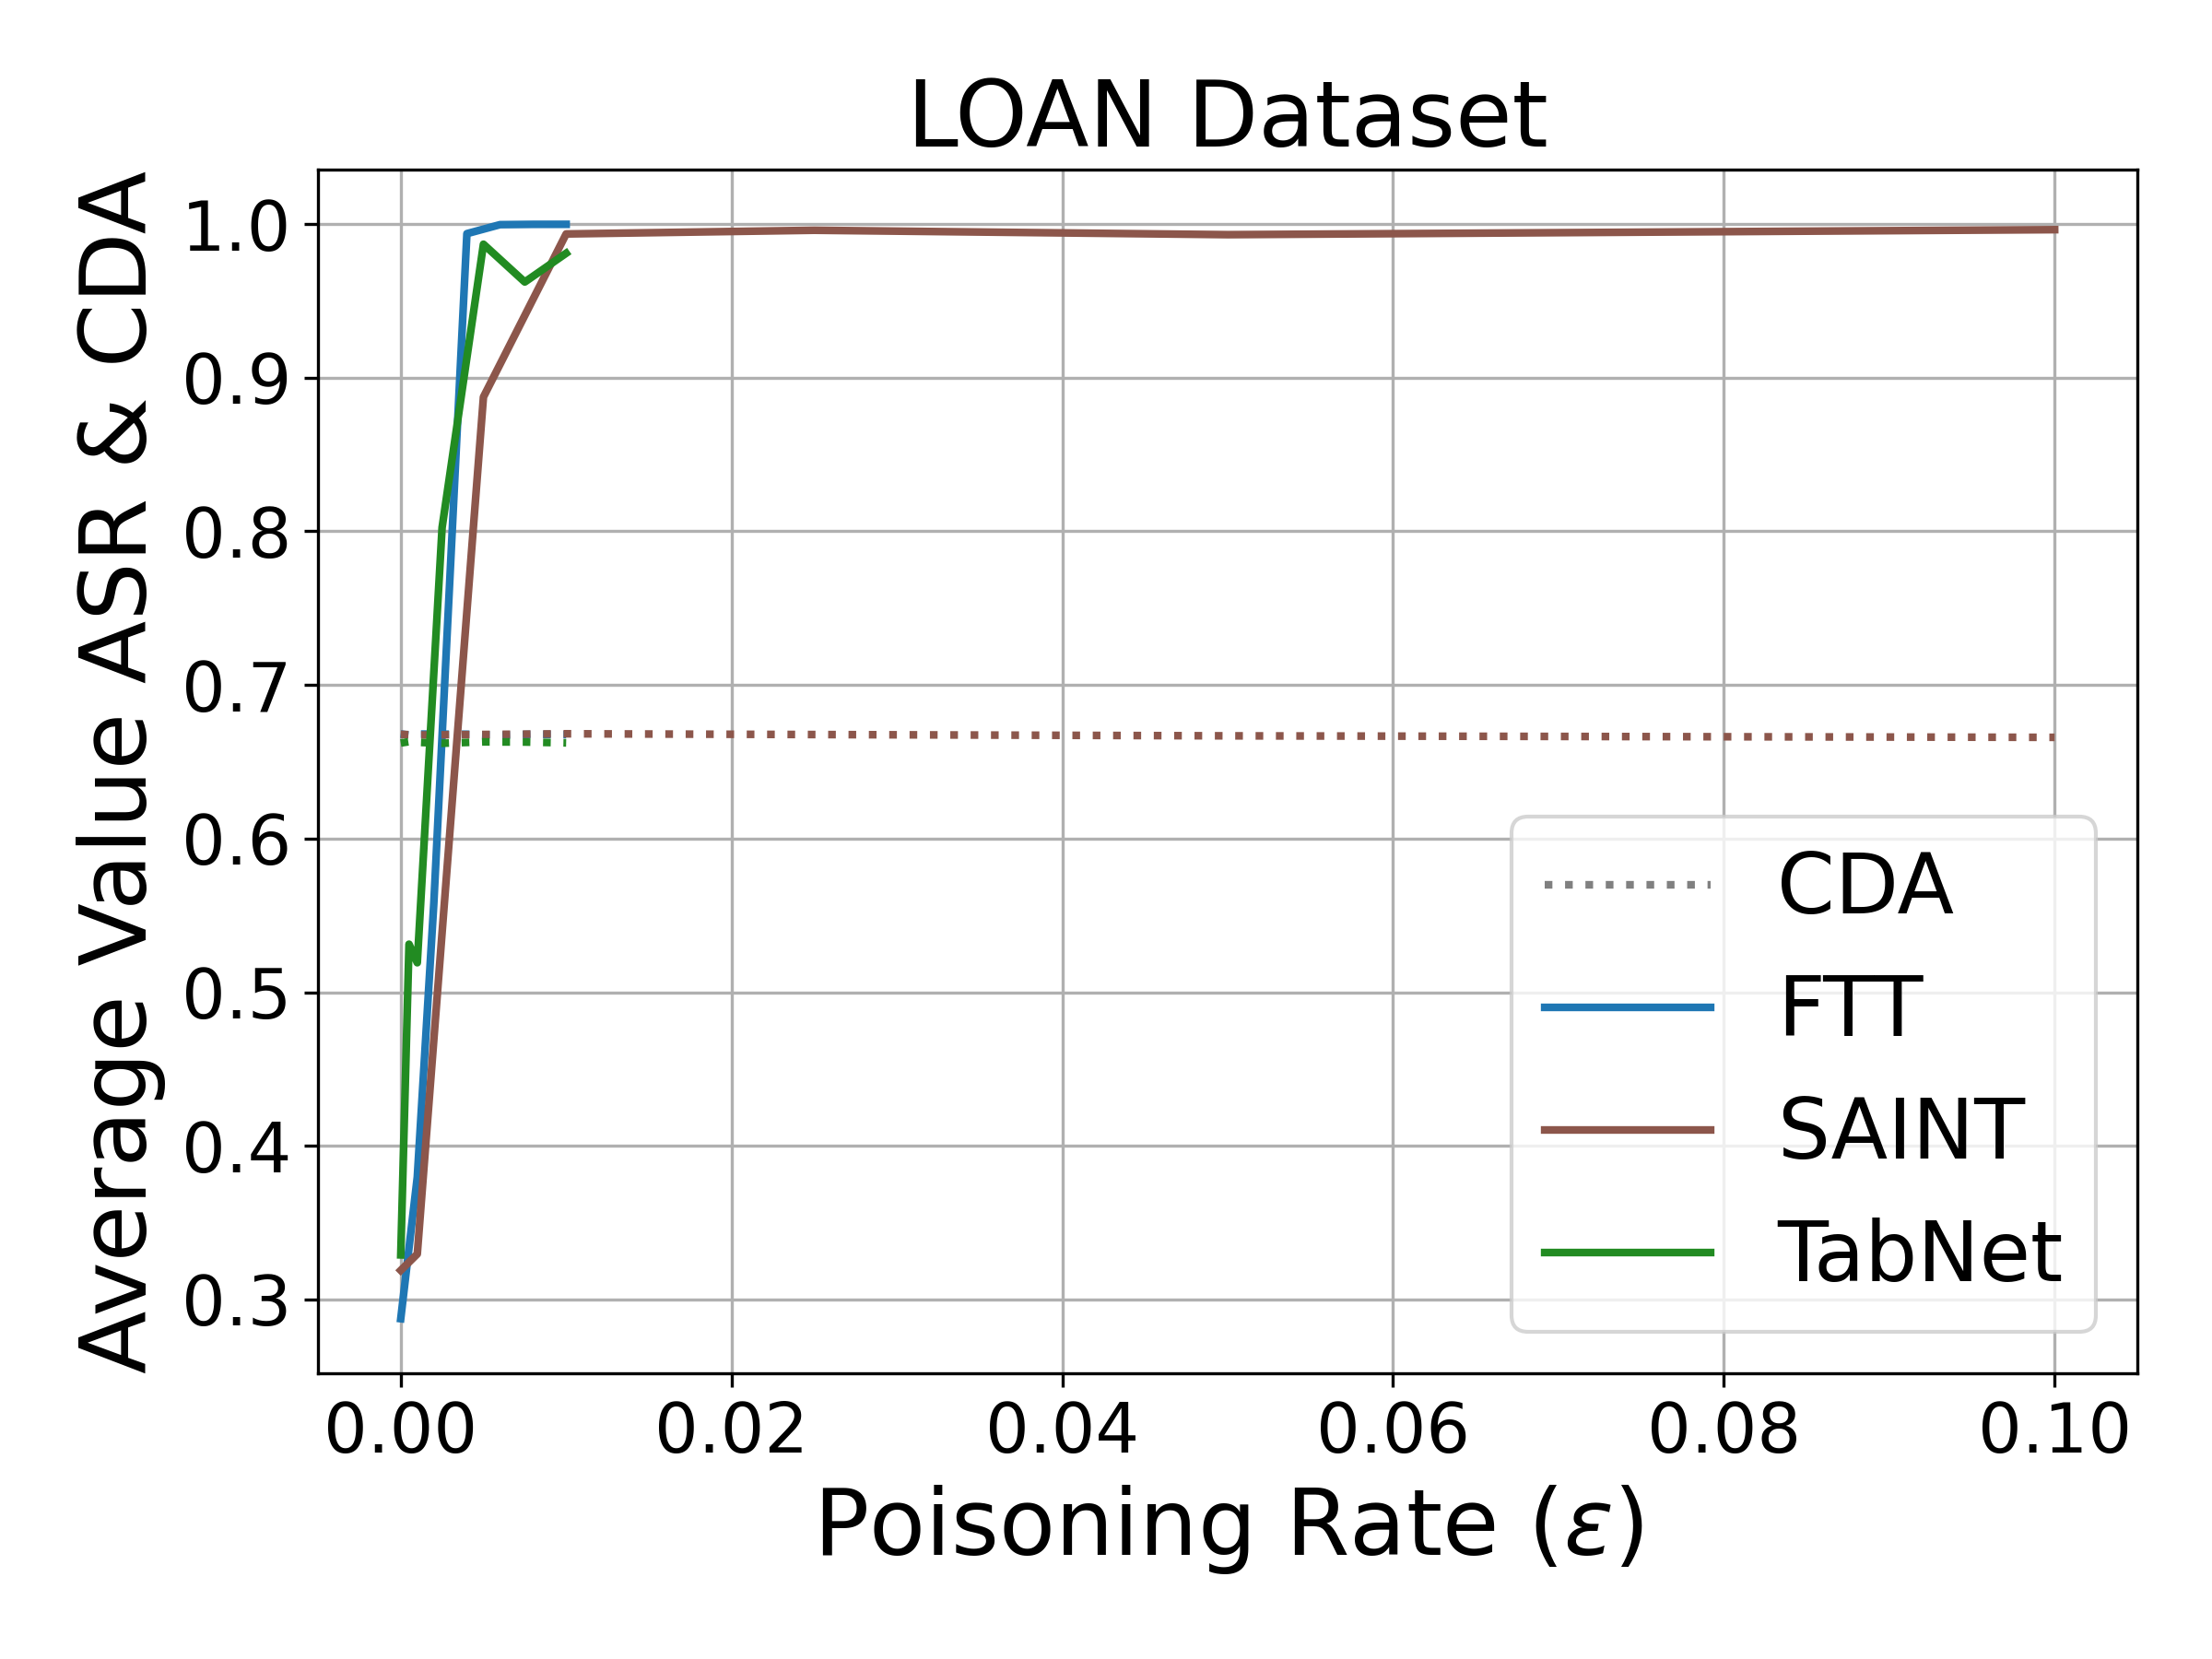 LOAN Dataset
Average Value ASR & CDA
1.0
0.9
0.8
0.7
0.6
0.5
0.4
0.3
CDA
FTT
SAINT
TabNet
0.00 0.02 0.04 0.06 0.08 0.10
Poisoning Rate (ε)